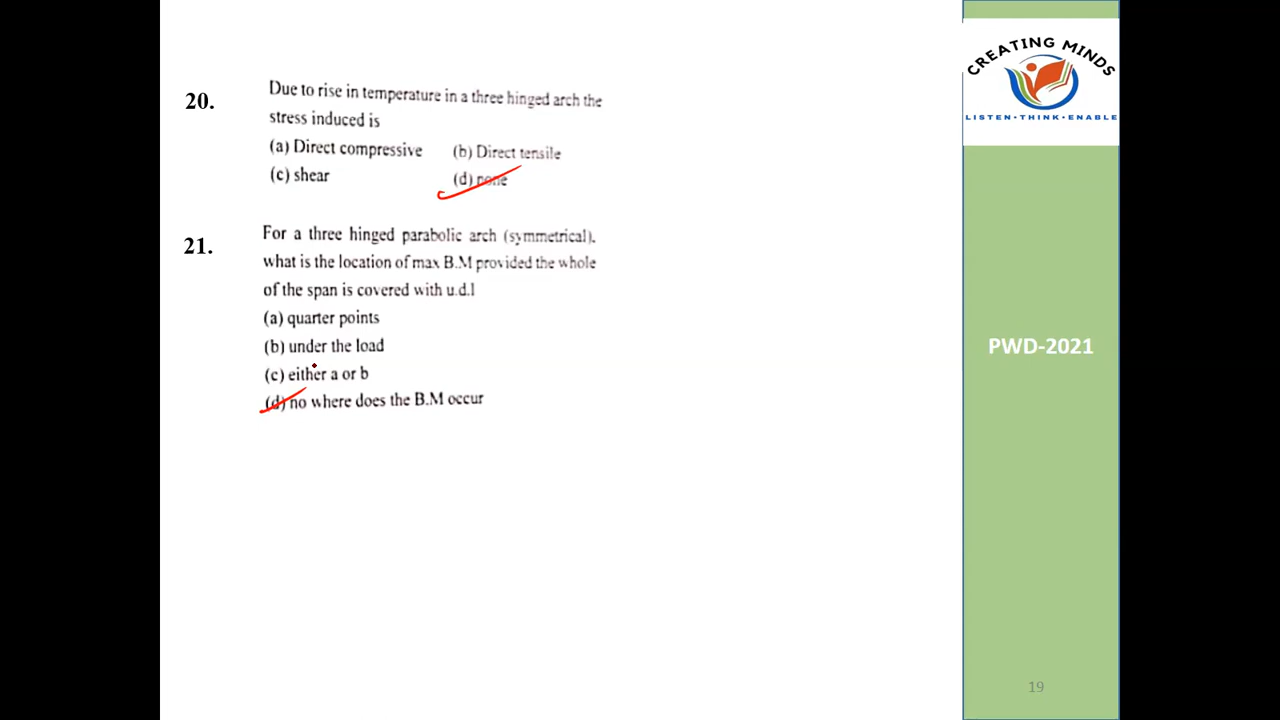 CREATING MINDS
LISTEN•THINK•ENABLE
20.
Due to rise in temperature in a three hinged arch the
stress induced is
(a) Direct compressive (b) Direct tensile
(c) shear (d) none
21.
For a three hinged parabolic arch (symmetrical).
what is the location of max B.M provided the whole
of the span is covered with u.d.l
(a) quarter points
(b) under the load
(c) either a or b
(d) no where does the B.M occur
PWD-2021
19